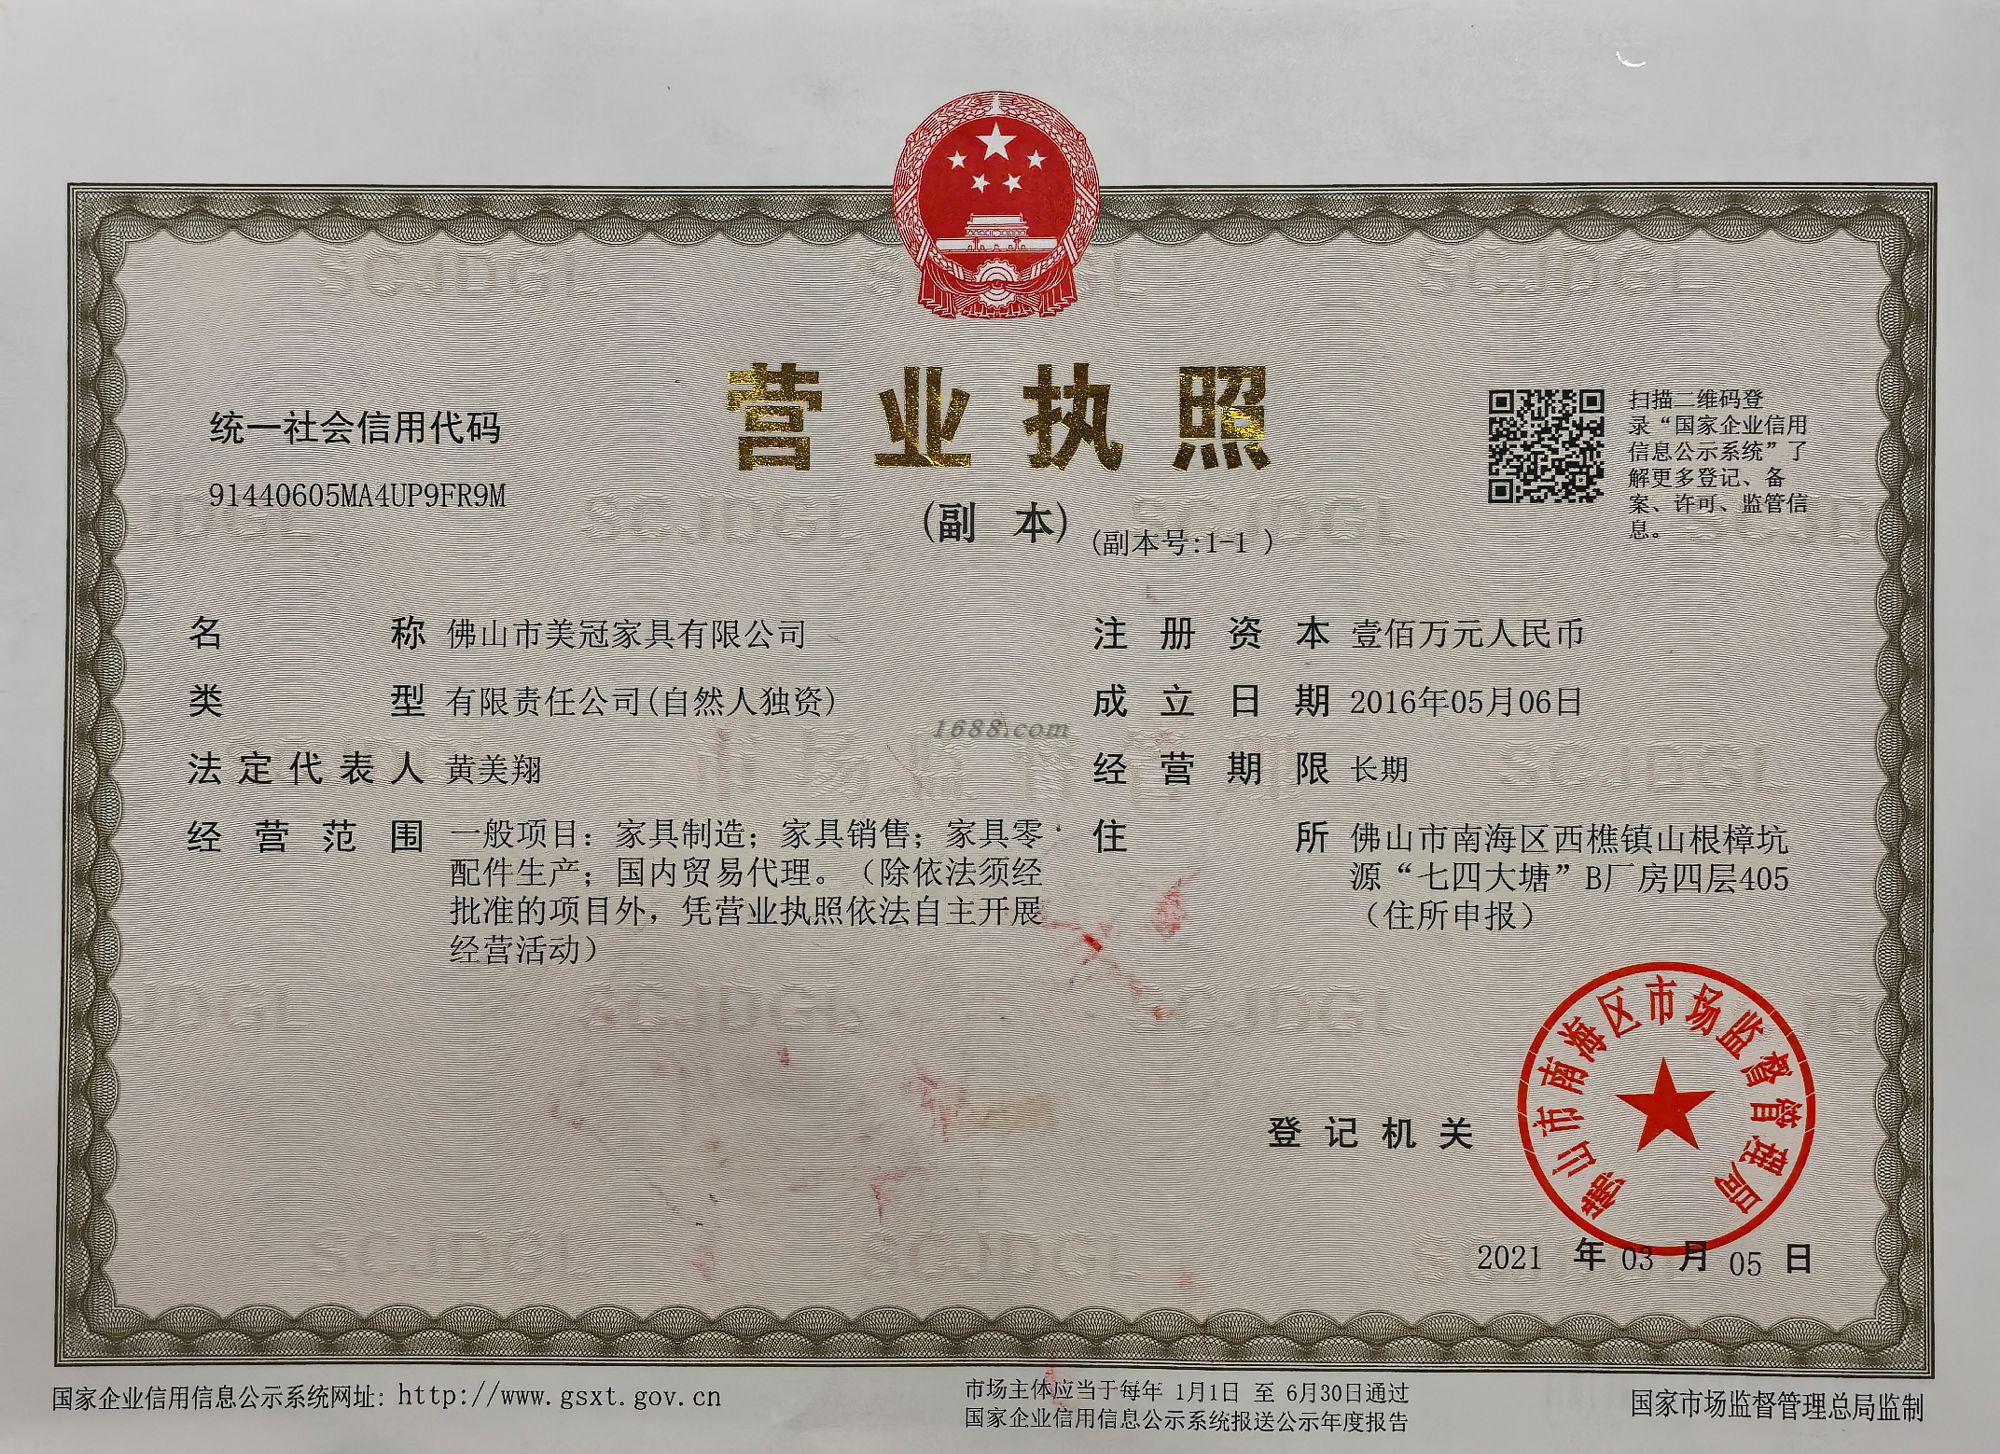 营业执照
(副 本) (副本号:1-1 )
统一社会信用代码
91440605MA4UP9FR9M
扫描二维码登
录“国家企业信用
信息公示系统”了
解更多登记、备
案、许可、监管信
息。
名 称 佛山市美冠家具有限公司
类 型 有限责任公司(自然人独资)
法定代表人 黄美翔
经营范围 一般项目：家具制造；家具销售；家具零
配件生产；国内贸易代理。（除依法须经
批准的项目外，凭营业执照依法自主开展
经营活动）
注册资本 壹佰万元人民币
成立日期 2016年05月06日
经营期限 长期
住 所 佛山市南海区西樵镇山根樟坑
源“七四大塘”B厂房四层405
（住所申报）
1688.com
登记机关
佛山市南海区市场监督管理局
2021 年 03 月 05 日
国家企业信用信息公示系统网址: http://www.gsxt.gov.cn
市场主体应当于每年 1月1日 至 6月30日通过
国家企业信用信息公示系统报送公示年度报告
国家市场监督管理总局监制